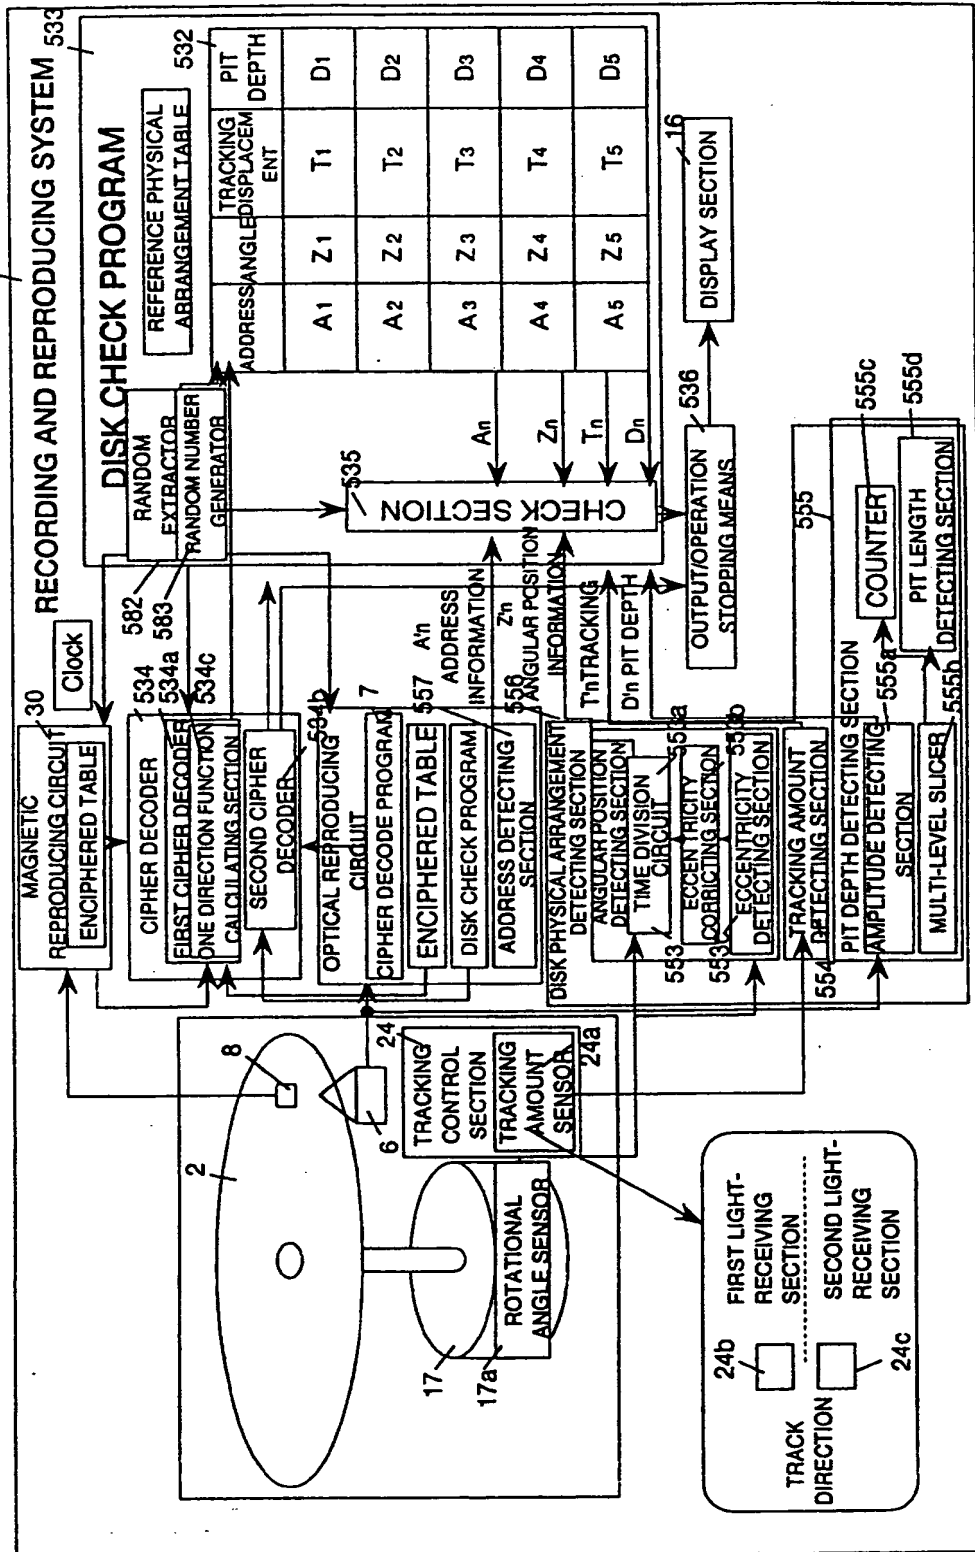 RECORDING AND REPRODUCING SYSTEM
533
DISK CHECK PROGRAM
REFERENCE PHYSICAL
ARRANGEMENT TABLE
532
ADDRESS
ANGLE
TRACKING
DISPLACEM
ENT
PIT
DEPTH
A1 Z1 T1 D1
A2 Z2 T2 D2
A3 Z3 T3 D3
A4 Z4 T4 D4
A5 Z5 T5 D5
RANDOM
EXTRACTOR
RANDOM NUMBER
GENERATOR
582
583
Clock
30
MAGNETIC
REPRODUCING CIRCUIT
ENCIPHERED TABLE
534
534a
534c
CIPHER DECODER
FIRST CIPHER DECODER
ONE DIRECTION FUNCTION
CALCULATING SECTION
SECOND CIPHER
DECODER
534b
OPTICAL REPRODUCING
CIRCUIT
7
CIPHER DECODE PROGRAM
ENCIPHERED TABLE
557
DISK CHECK PROGRAM
ADDRESS DETECTING
SECTION
556
A'n
ADDRESS
INFORMATION
Z'n
ANGULAR POSITION
INFORMATION
T'n TRACKING
D'n PIT DEPTH
535
CHECK SECTION
An
Zn
Tn
Dn
536
OUTPUT/OPERATION
STOPPING MEANS
16
DISPLAY SECTION
DISK PHYSICAL ARRANGEMENT
DETECTING SECTION
ANGULAR POSITION
DETECTING SECTION
TIME DIVISION
CIRCUIT
553a
ECCEN TRICITY
CORRICTING SECTION
553b
ECCENTRICITY
DETECTING SECTION
553
553c
TRACKING AMOUNT
DETECTING SECTION
554
PIT DEPTH DETECTING SECTION
AMPLITUDE DETECTING
SECTION
555a
MULTI-LEVEL SLICER
555b
555
COUNTER
555c
PIT LENGTH
DETECTING SECTION
555d
2
8
6
24
TRACKING
CONTROL
SECTION
TRACKING
AMOUNT
SENSOR
24a
17
17a
ROTATIONAL
ANGLE SENSOR
24b
FIRST LIGHT-
RECEIVING
SECTION
TRACK
DIRECTION
SECOND LIGHT-
RECEIVING
SECTION
24c